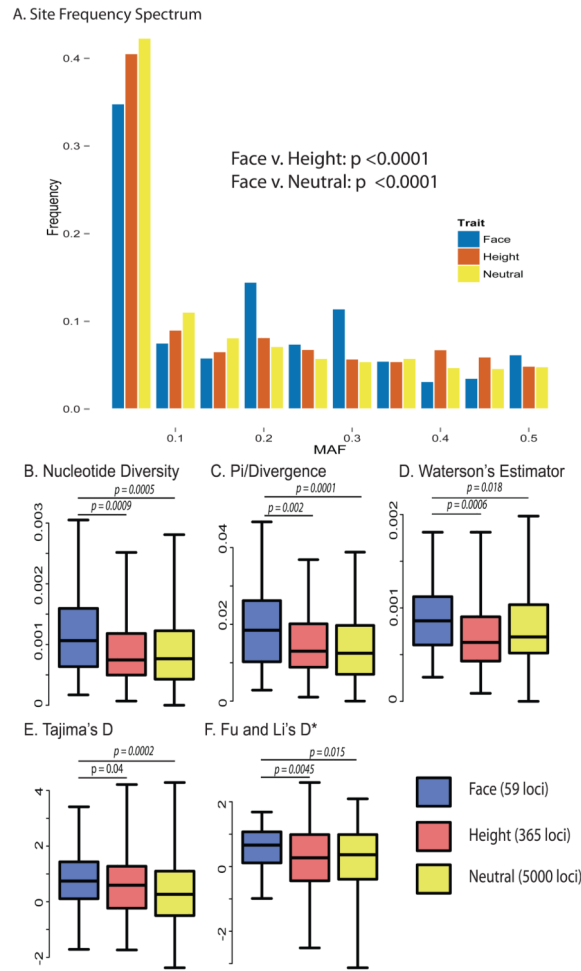 A. Site Frequency Spectrum
0.4
0.3
0.2
0.1
0.0
Frequency
Face v. Height: p <0.0001
Face v. Neutral: p <0.0001
Trait
Face
Height
Neutral
0.1 0.2 0.3 0.4 0.5
MAF
B. Nucleotide Diversity
p = 0.0005
p = 0.0009
0.003
0.002
0.001
0
C. Pi/Divergence
p = 0.0001
p = 0.002
0.04
0.02
0
D. Waterson's Estimator
p = 0.018
p = 0.0006
0.002
0.001
0
E. Tajima's D
p = 0.0002
p = 0.04
4
2
0
-2
F. Fu and Li's D*
p = 0.015
p = 0.0045
2
0
-2
Face (59 loci)
Height (365 loci)
Neutral (5000 loci)